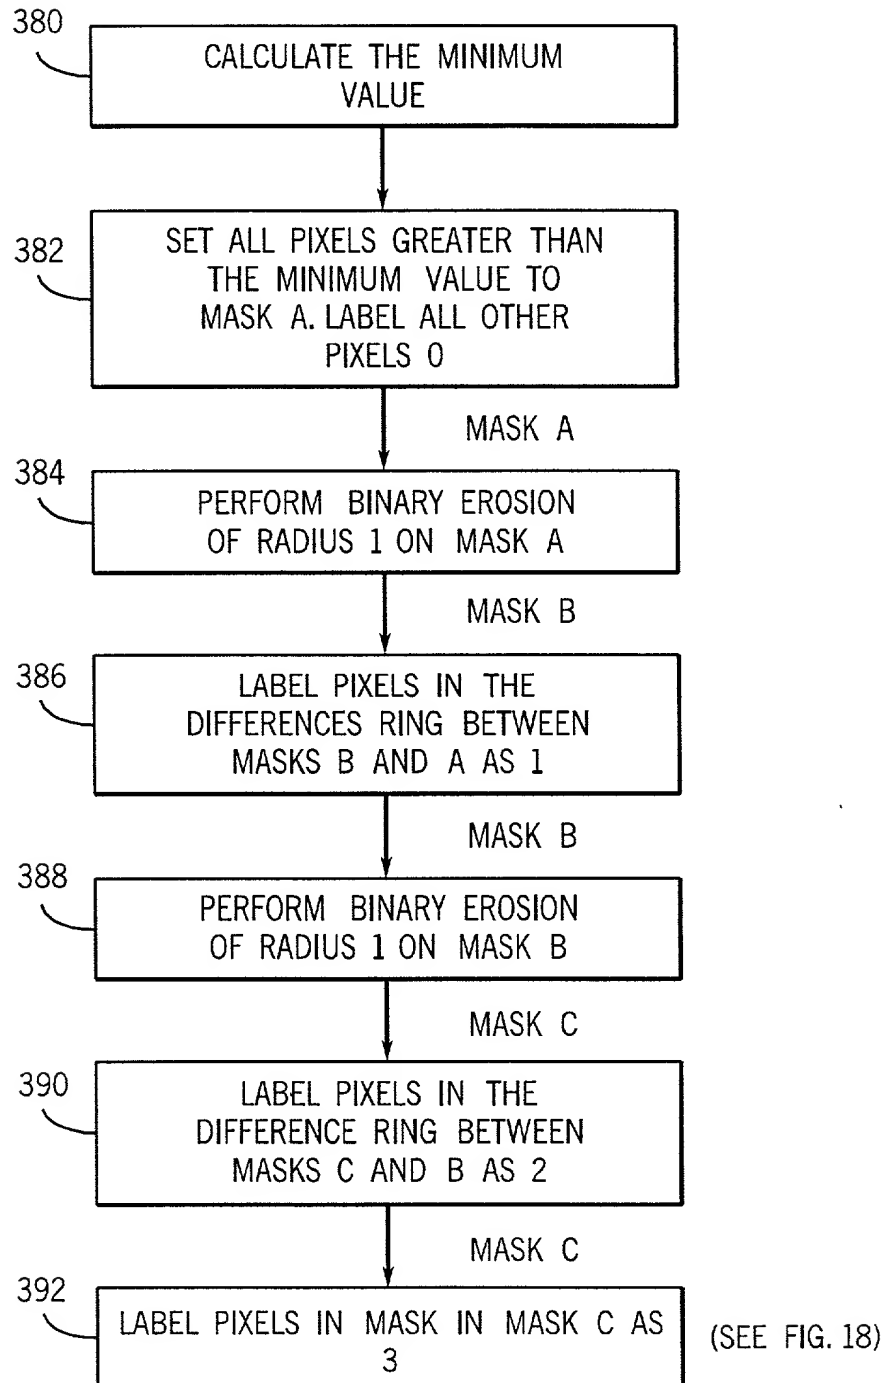 380
CALCULATE THE MINIMUM
VALUE
382
SET ALL PIXELS GREATER THAN
THE MINIMUM VALUE TO
MASK A. LABEL ALL OTHER
PIXELS 0
MASK A
384
PERFORM BINARY EROSION
OF RADIUS 1 ON MASK A
MASK B
386
LABEL PIXELS IN THE
DIFFERENCES RING BETWEEN
MASKS B AND A AS 1
MASK B
388
PERFORM BINARY EROSION
OF RADIUS 1 ON MASK B
MASK C
390
LABEL PIXELS IN THE
DIFFERENCE RING BETWEEN
MASKS C AND B AS 2
MASK C
392
LABEL PIXELS IN MASK IN MASK C AS
3
(SEE FIG. 18)